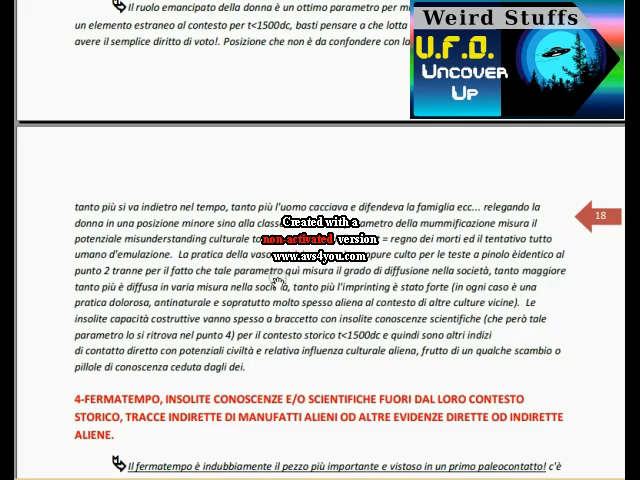 Il ruolo emancipato della donna è un ottimo parametro per
un elemento estraneo al contesto per t<1500dc, basti pensare a che lotta
avere il semplice diritto di voto!. Posizione che non è da confondere con
Weird Stuffs
U.F.O.
Uncover
Up
tanto più si va indietro nel tempo, tanto più l'uomo cacciava e difendeva la famiglia ecc... relegando la
18
donna in una posizione minore sino alla parametro della mummificazione misura il
Created with a
potenziale misunderstanding culturale = regno dei morti ed il tentativo tutto
non-activated version
umano d'emulazione. La pratica della culto per le teste a pinolo èidentico al
www.avs4you.com
punto 2 tranne per il fatto che tale parametro quì misura il grado di diffusione nella società, tanto maggiore
tanto più è diffusa in varia misura nella tanto più l'imprinting è stato forte (in ogni caso è una
pratica dolorosa, antinaturale e sopratutto molto spesso aliena al contesto di altre culture vicine). Le
insolite capacità costruttive vanno spesso a braccetto con insolite conoscenze scientifiche (che però tale
parametro lo si ritrova nel punto 4) per il contesto storico t<1500dc e quindi sono altri indizi
di contatto diretto con potenziali civiltà e relativa influenza culturale aliena, frutto di un qualche scambio o
pillole di conoscenza ceduta dagli dei.
4-FERMATEMPO, INSOLITE CONOSCENZE E/O SCIENTIFICHE FUORI DAL LORO CONTESTO
STORICO, TRACCE INDIRETTE DI MANUFATTI ALIENI OD ALTRE EVIDENZE DIRETTE OD INDIRETTE
ALIENE.
Il fermatempo è indubbiamente il pezzo più importante e vistoso in un primo paleocontatto! c'è